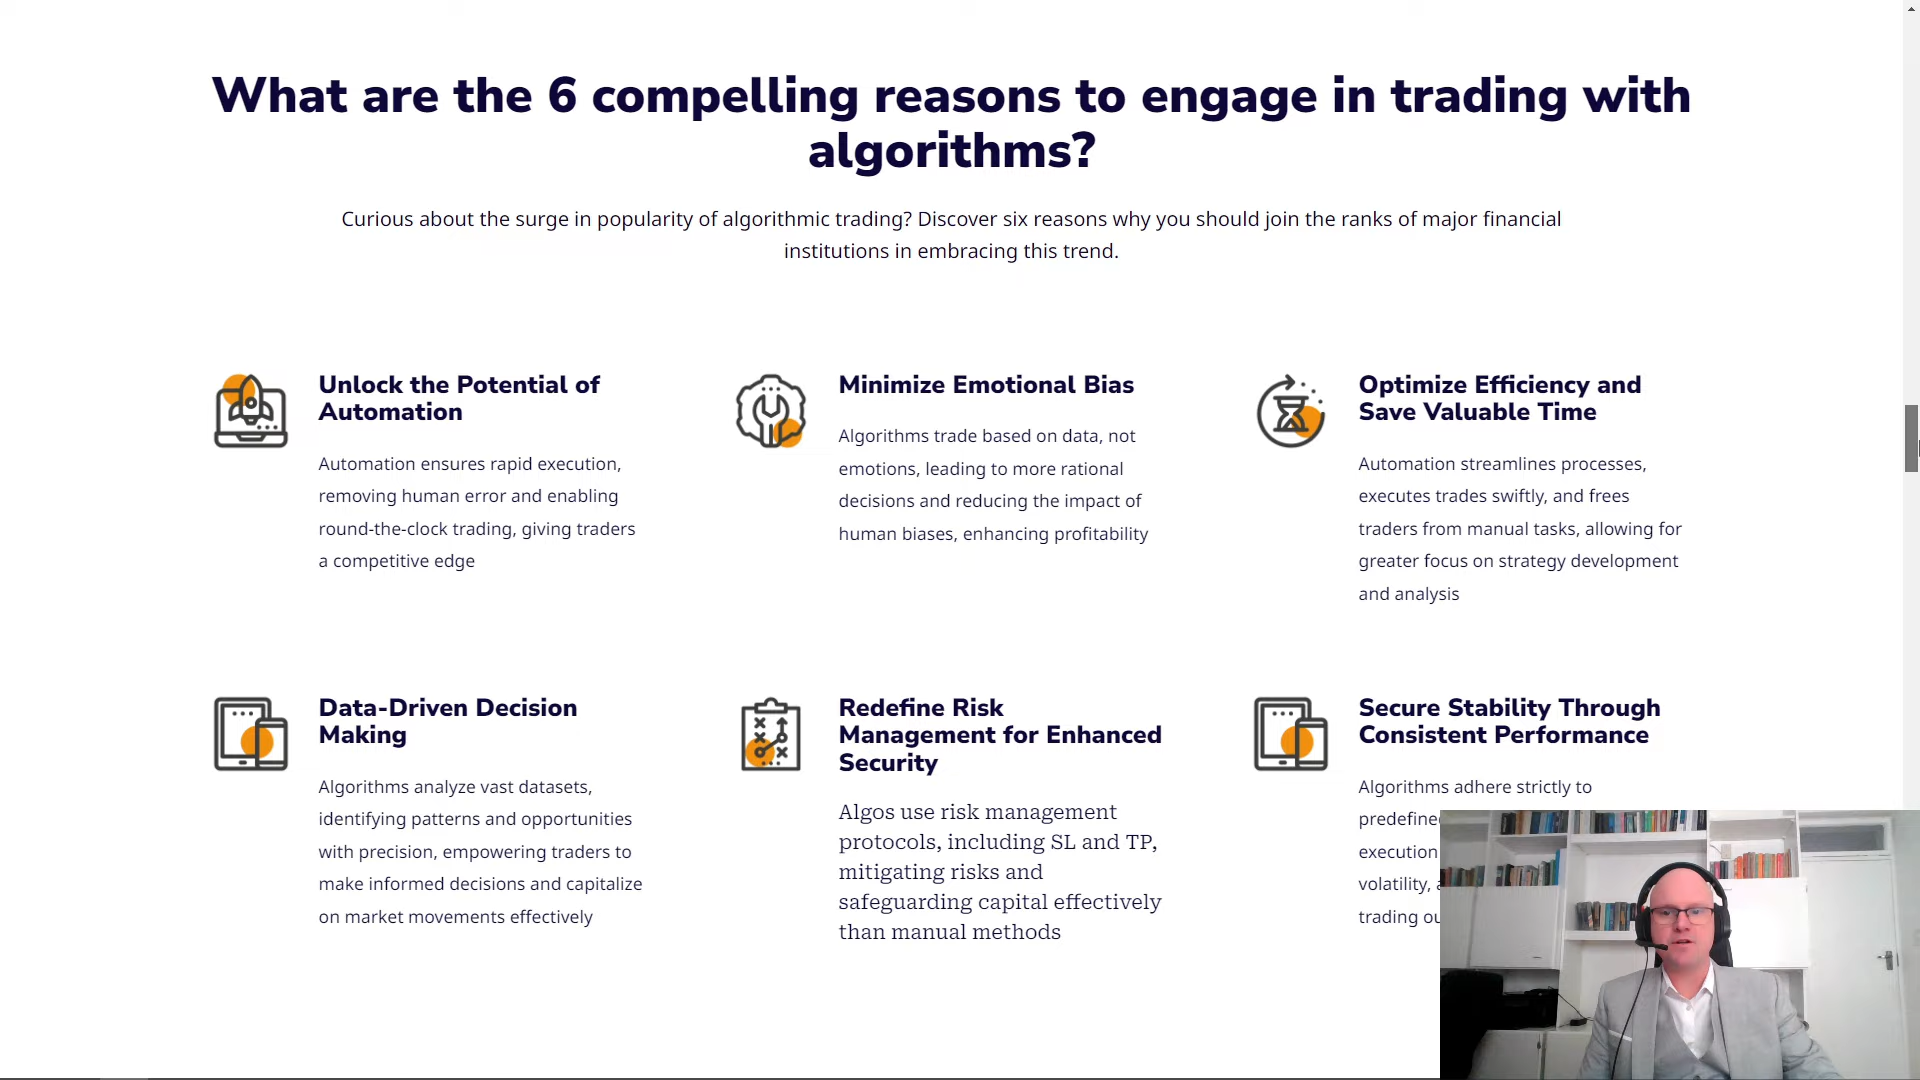 What are the 6 compelling reasons to engage in trading with
algorithms?
Curious about the surge in popularity of algorithmic trading? Discover six reasons why you should join the ranks of major financial
institutions in embracing this trend.
Unlock the Potential of
Automation
Automation ensures rapid execution,
removing human error and enabling
round-the-clock trading, giving traders
a competitive edge
Minimize Emotional Bias
Algorithms trade based on data, not
emotions, leading to more rational
decisions and reducing the impact of
human biases, enhancing profitability
Optimize Efficiency and
Save Valuable Time
Automation streamlines processes,
executes trades swiftly, and frees
traders from manual tasks, allowing for
greater focus on strategy development
and analysis
Data-Driven Decision
Making
Algorithms analyze vast datasets,
identifying patterns and opportunities
with precision, empowering traders to
make informed decisions and capitalize
on market movements effectively
Redefine Risk
Management for Enhanced
Security
Algos use risk management
protocols, including SL and TP,
mitigating risks and
safeguarding capital effectively
than manual methods
Secure Stability Through
Consistent Performance
Algorithms adhere strictly to
predefined
execution
volatility,
trading